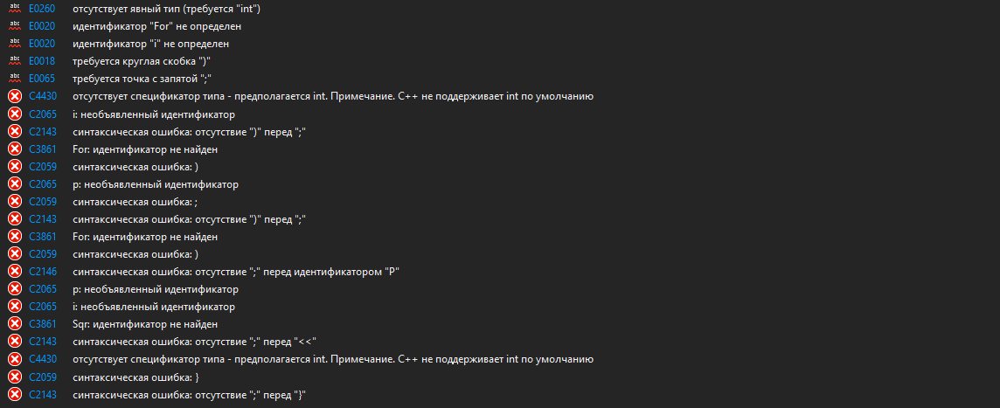 abc E0260 отсутствует явный тип (требуется "int")
abc E0020 идентификатор "For" не определен
abc E0020 идентификатор "i" не определен
abc E0018 требуется круглая скобка ")"
abc E0065 требуется точка с запятой ";"
C4430 отсутствует спецификатор типа - предполагается int. Примечание. C++ не поддерживает int по умолчанию
C2065 i: необъявленный идентификатор
C2143 синтаксическая ошибка: отсутствие ")" перед ";"
C3861 For: идентификатор не найден
C2059 синтаксическая ошибка: )
C2065 p: необъявленный идентификатор
C2059 синтаксическая ошибка: ;
C2143 синтаксическая ошибка: отсутствие ")" перед ";"
C3861 For: идентификатор не найден
C2059 синтаксическая ошибка: )
C2146 синтаксическая ошибка: отсутствие ";" перед идентификатором "P"
C2065 p: необъявленный идентификатор
C2065 i: необъявленный идентификатор
C3861 Sqr: идентификатор не найден
C2143 синтаксическая ошибка: отсутствие ";" перед "<<"
C4430 отсутствует спецификатор типа - предполагается int. Примечание. C++ не поддерживает int по умолчанию
C2059 синтаксическая ошибка: }
C2143 синтаксическая ошибка: отсутствие ";" перед "}"